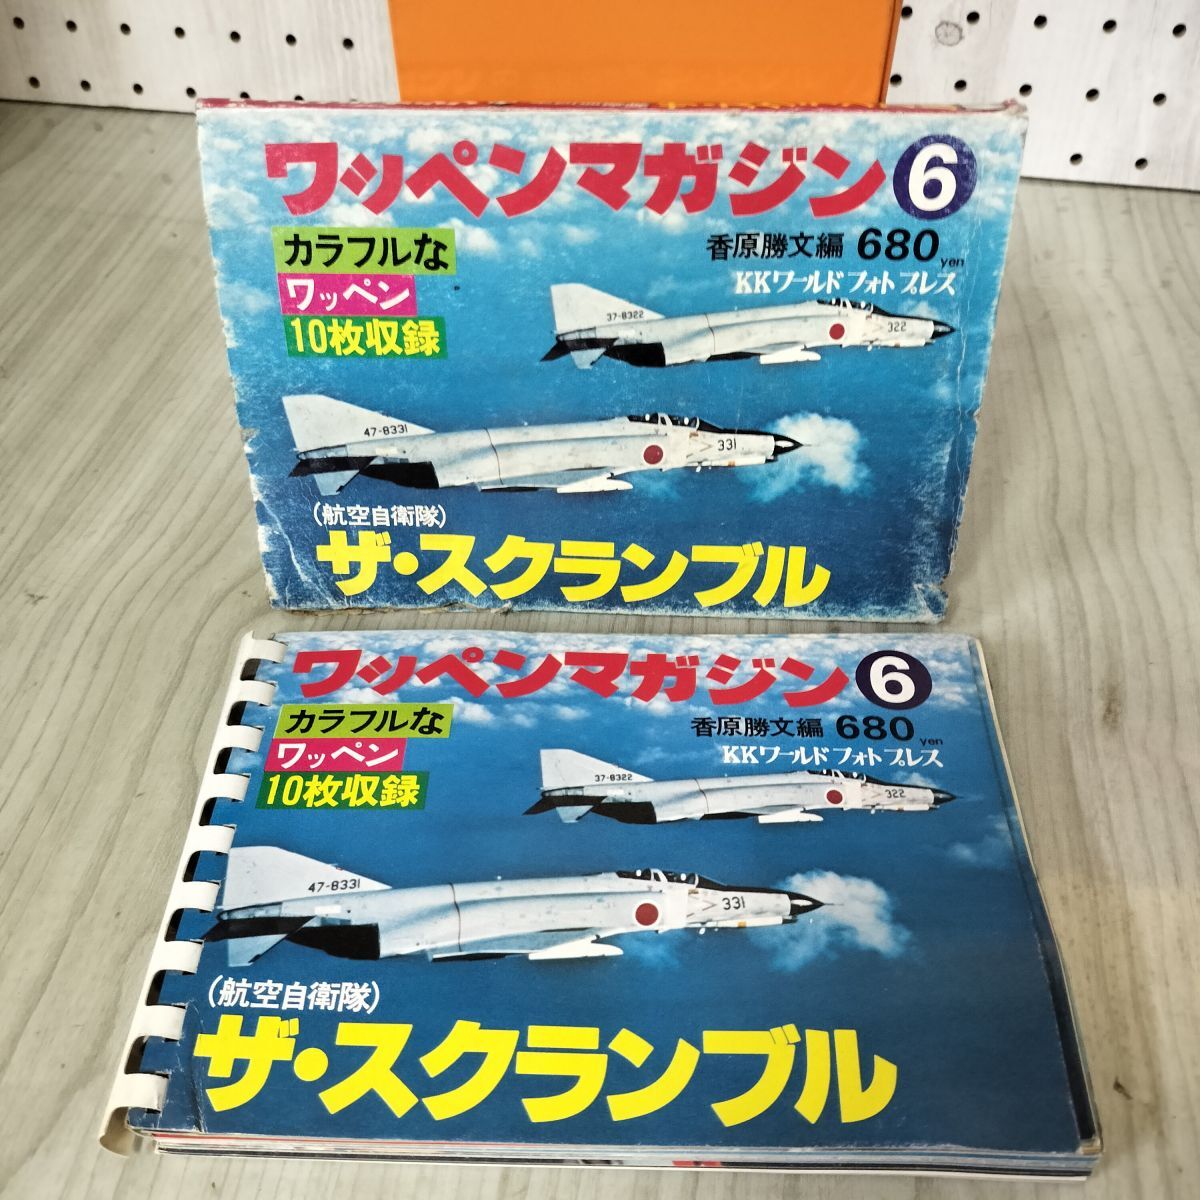 ワッペンマガジン6
カラフルな
ワッペン
10枚収録
香原勝文編 680yen
KKワールドフォトプレス
37-8322
322
47-8331
331
(航空自衛隊)
ザ・スクランブル
ワッペンマガジン6
カラフルな
ワッペン
10枚収録
香原勝文編 680yen
KKワールドフォトプレス
37-8322
322
47-8331
331
(航空自衛隊)
ザ・スクランブル